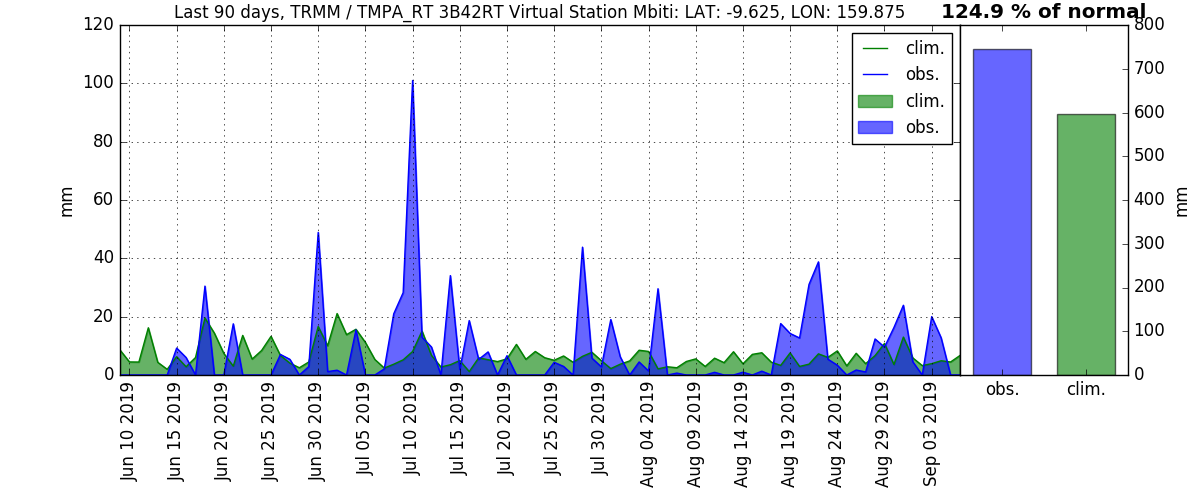 Last 90 days, TRMM / TMPA_RT 3B42RT Virtual Station Mbiti: LAT: -9.625, LON: 159.875
124.9 % of normal
120
100
80
60
40
20
0
mm
clim.
obs.
clim.
obs.
Jun 10 2019
Jun 15 2019
Jun 20 2019
Jun 25 2019
Jun 30 2019
Jul 05 2019
Jul 10 2019
Jul 15 2019
Jul 20 2019
Jul 25 2019
Jul 30 2019
Aug 04 2019
Aug 09 2019
Aug 14 2019
Aug 19 2019
Aug 24 2019
Aug 29 2019
Sep 03 2019
800
700
600
500
400
300
200
100
0
mm
obs.
clim.